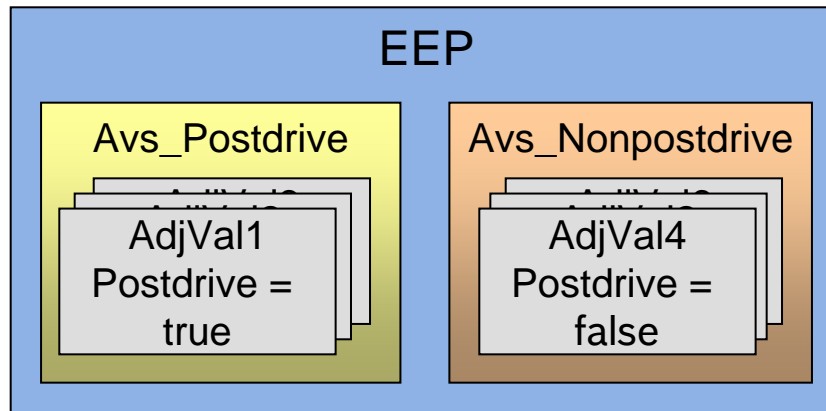 EEP
Avs_Postdrive
Avs_Nonpostdrive
AdjVal1
Postdrive =
true
AdjVal4
Postdrive =
false